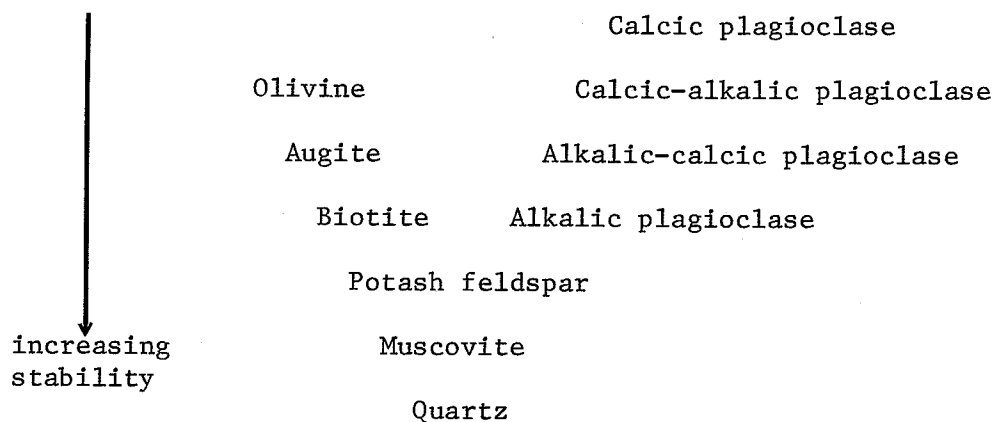 Calcic plagioclase
Olivine Calcic-alkalic plagioclase
Augite Alkalic-calcic plagioclase
Biotite Alkalic plagioclase
Potash feldspar
increasing Muscovite
stability
Quartz